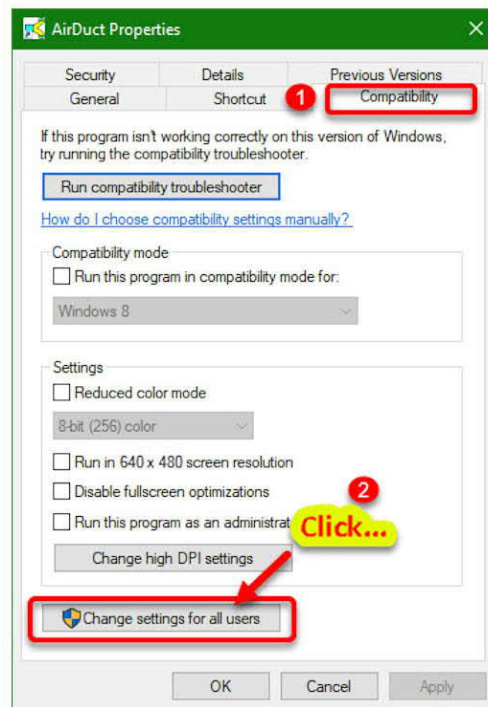 AirDuct Properties
Security Details Previous Versions
General Shortcut 1 Compatibility
If this program isn't working correctly on this version of Windows,
try running the compatibility troubleshooter.
Run compatibility troubleshooter
How do I choose compatibility settings manually?
Compatibility mode
Run this program in compatibility mode for:
Windows 8
Settings
Reduced color mode
8-bit (256) color
Run in 640 x 480 screen resolution
Disable fullscreen optimizations
2
Run this program as an administrat
Click...
Change high DPI settings
Change settings for all users
OK Cancel Apply